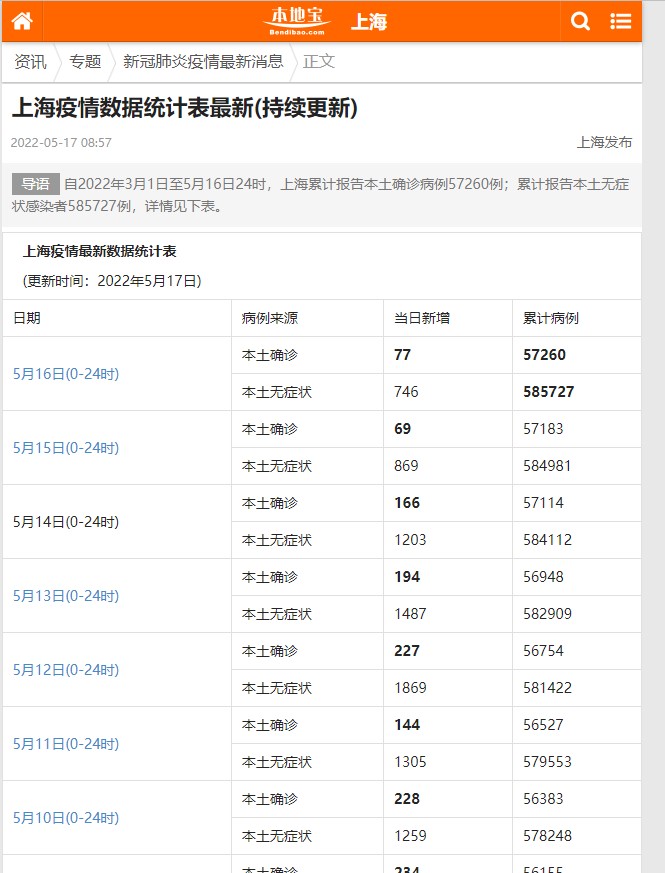 本地宝
Bendibao.com
上海
资讯 专题 新冠肺炎疫情最新消息 正文
上海疫情数据统计表最新(持续更新)
2022-05-17 08:57 上海发布
导语 自2022年3月1日至5月16日24时，上海累计报告本土确诊病例57260例；累计报告本土无症
状感染者585727例，详情见下表。
上海疫情最新数据统计表
(更新时间：2022年5月17日)
日期 病例来源 当日新增 累计病例
5月16日(0-24时) 本土确诊 77 57260
本土无症状 746 585727
5月15日(0-24时) 本土确诊 69 57183
本土无症状 869 584981
5月14日(0-24时) 本土确诊 166 57114
本土无症状 1203 584112
5月13日(0-24时) 本土确诊 194 56948
本土无症状 1487 582909
5月12日(0-24时) 本土确诊 227 56754
本土无症状 1869 581422
5月11日(0-24时) 本土确诊 144 56527
本土无症状 1305 579553
5月10日(0-24时) 本土确诊 228 56383
本土无症状 1259 578248
本土确诊 234 56155